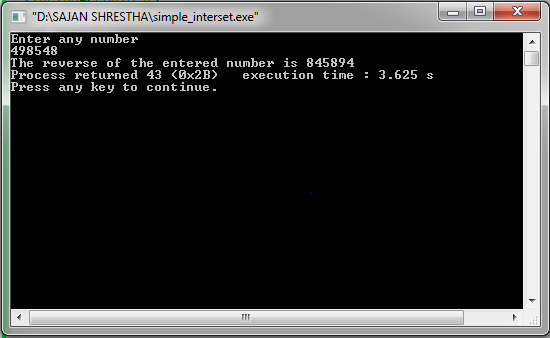 "D:\SAJAN SHRESTHA\simple_interset.exe"
Enter any number
498548
The reverse of the entered number is 845894
Process returned 43 (0x2B)   execution time : 3.625 s
Press any key to continue.